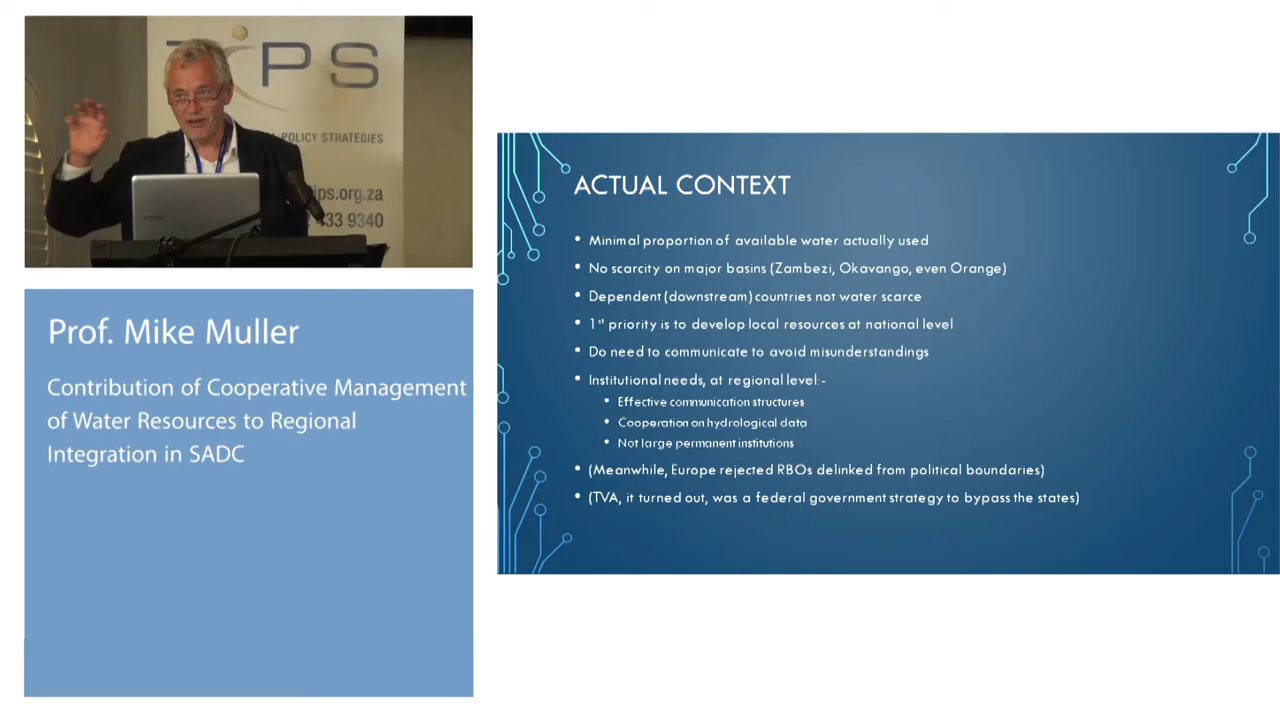 PS
POLICY STRATEGIES
ips.org.za
433 9340
Prof. Mike Muller
Contribution of Cooperative Management
of Water Resources to Regional
Integration in SADC
ACTUAL CONTEXT
• Minimal proportion of available water actually used
• No scarcity on major basins (Zambezi, Okavango, even Orange)
• Dependent (downstream) countries not water scarce
• 1st priority is to develop local resources at national level
• Do need to communicate to avoid misunderstandings
• Institutional needs, at regional level:-
• Effective communication structures
• Cooperation on hydrological data
• Not large permanent institutions
• (Meanwhile, Europe rejected RBOs delinked from political boundaries)
• (TVA, it turned out, was a federal government strategy to bypass the states)